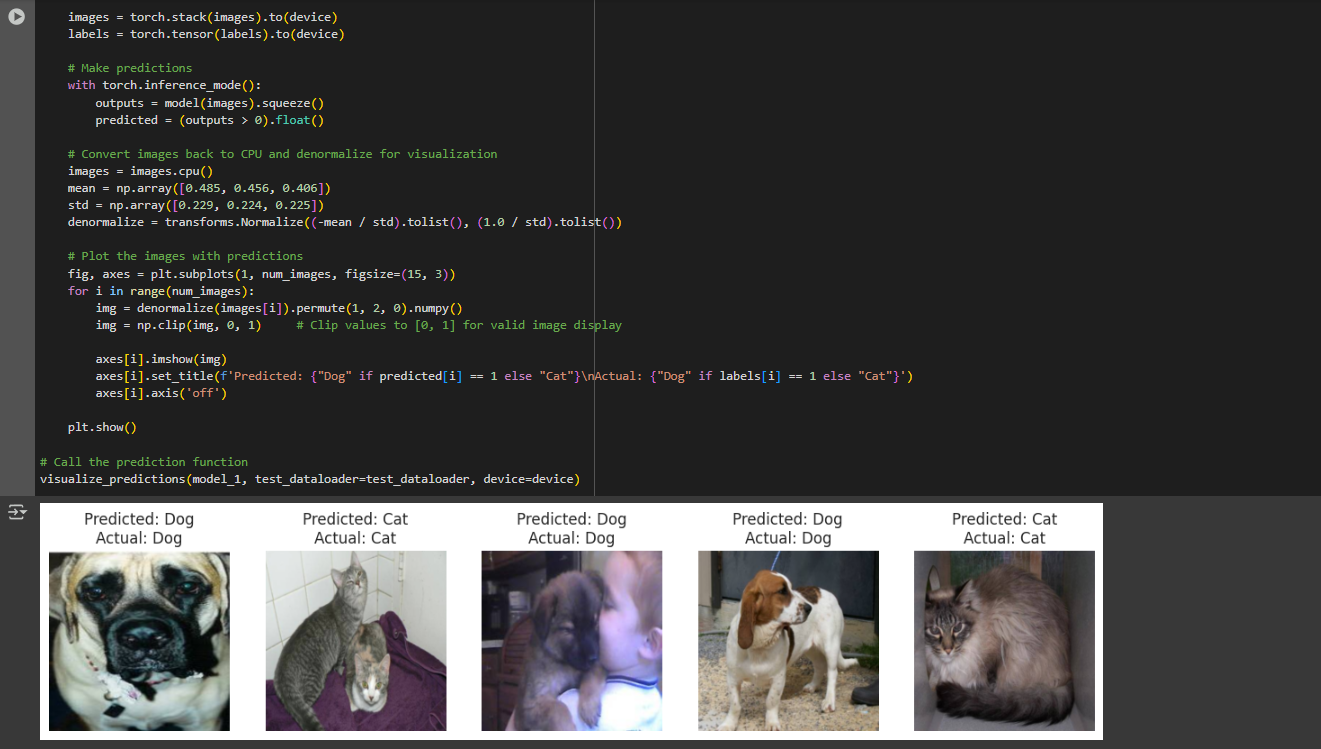 images = torch.stack(images).to(device)
labels = torch.tensor(labels).to(device)
# Make predictions
with torch.inference_mode():
outputs = model(images).squeeze()
predicted = (outputs > 0).float()
# Convert images back to CPU and denormalize for visualization
images = images.cpu()
mean = np.array([0.485, 0.456, 0.406])
std = np.array([0.229, 0.224, 0.225])
denormalize = transforms.Normalize((-mean / std).tolist(), (1.0 / std).tolist())
# Plot the images with predictions
fig, axes = plt.subplots(1, num_images, figsize=(15, 3))
for i in range(num_images):
img = denormalize(images[i]).permute(1, 2, 0).numpy()
img = np.clip(img, 0, 1)     # Clip values to [0, 1] for valid image display
axes[i].imshow(img)
axes[i].set_title(f'Predicted: {"Dog" if predicted[i] == 1 else "Cat"}\nActual: {"Dog" if labels[i] == 1 else "Cat"}')
axes[i].axis('off')
plt.show()
# Call the prediction function
visualize_predictions(model_1, test_dataloader=test_dataloader, device=device)
Predicted: Dog
Actual: Dog
Predicted: Cat
Actual: Cat
Predicted: Dog
Actual: Dog
Predicted: Dog
Actual: Dog
Predicted: Cat
Actual: Cat